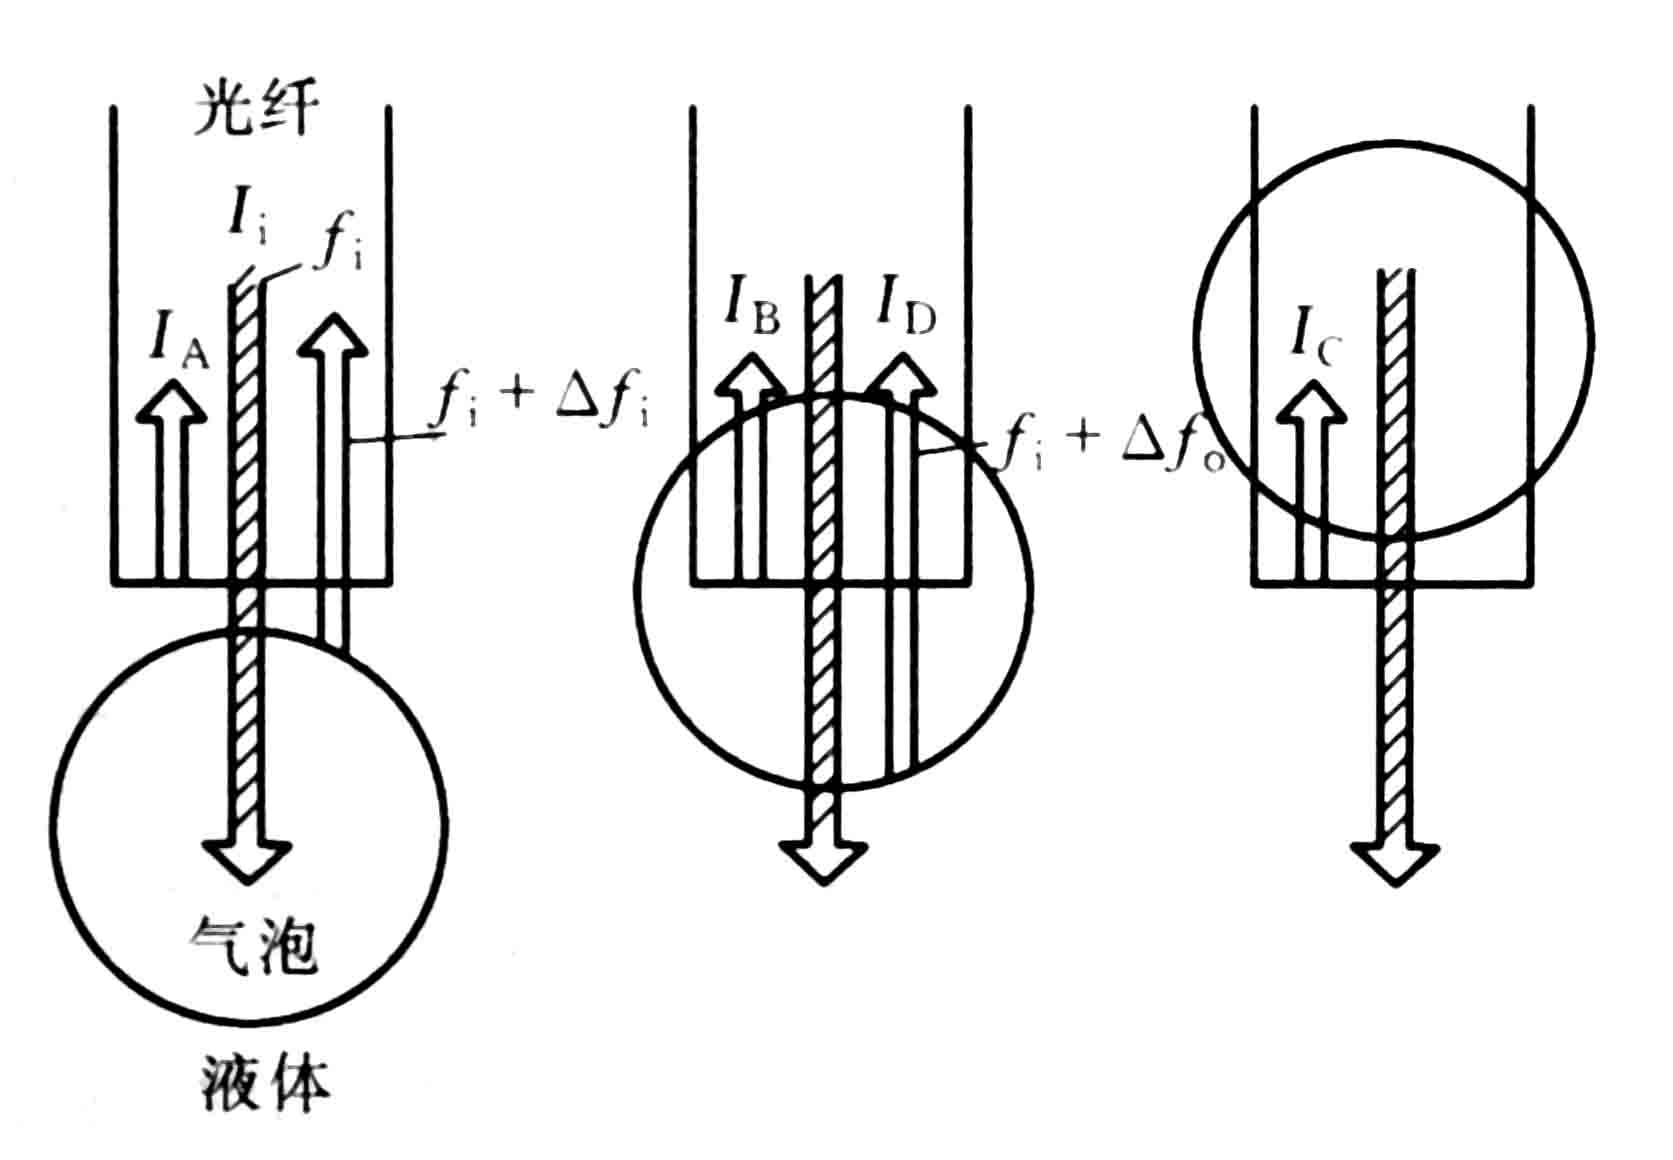 光纤
I_i
f_i
I_A
f_i + Δf_i
气泡
液体
I_B
I_D
f_i + Δf_o
I_C